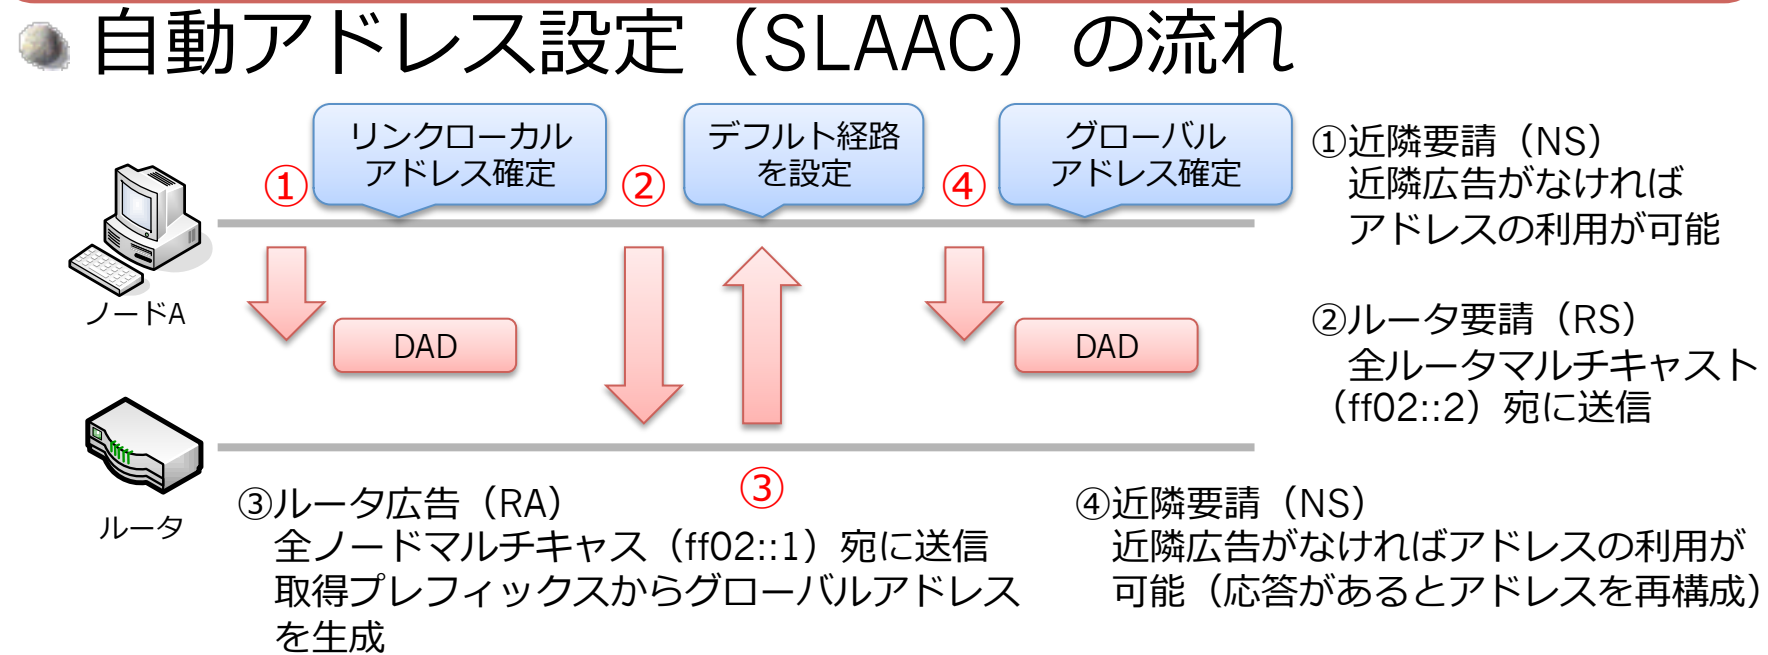 自動アドレス設定（SLAAC）の流れ
リンクローカル
アドレス確定
デフルト経路
を設定
グローバル
アドレス確定
①
②
④
ノードA
DAD
DAD
ルータ
③
①近隣要請（NS）
近隣広告がなければ
アドレスの利用が可能
②ルータ要請（RS）
全ルータマルチキャスト
（ff02::2）宛に送信
③ルータ広告（RA）
全ノードマルチキャス（ff02::1）宛に送信
取得プレフィックスからグローバルアドレス
を生成
④近隣要請（NS）
近隣広告がなければアドレスの利用が
可能（応答があるとアドレスを再構成）